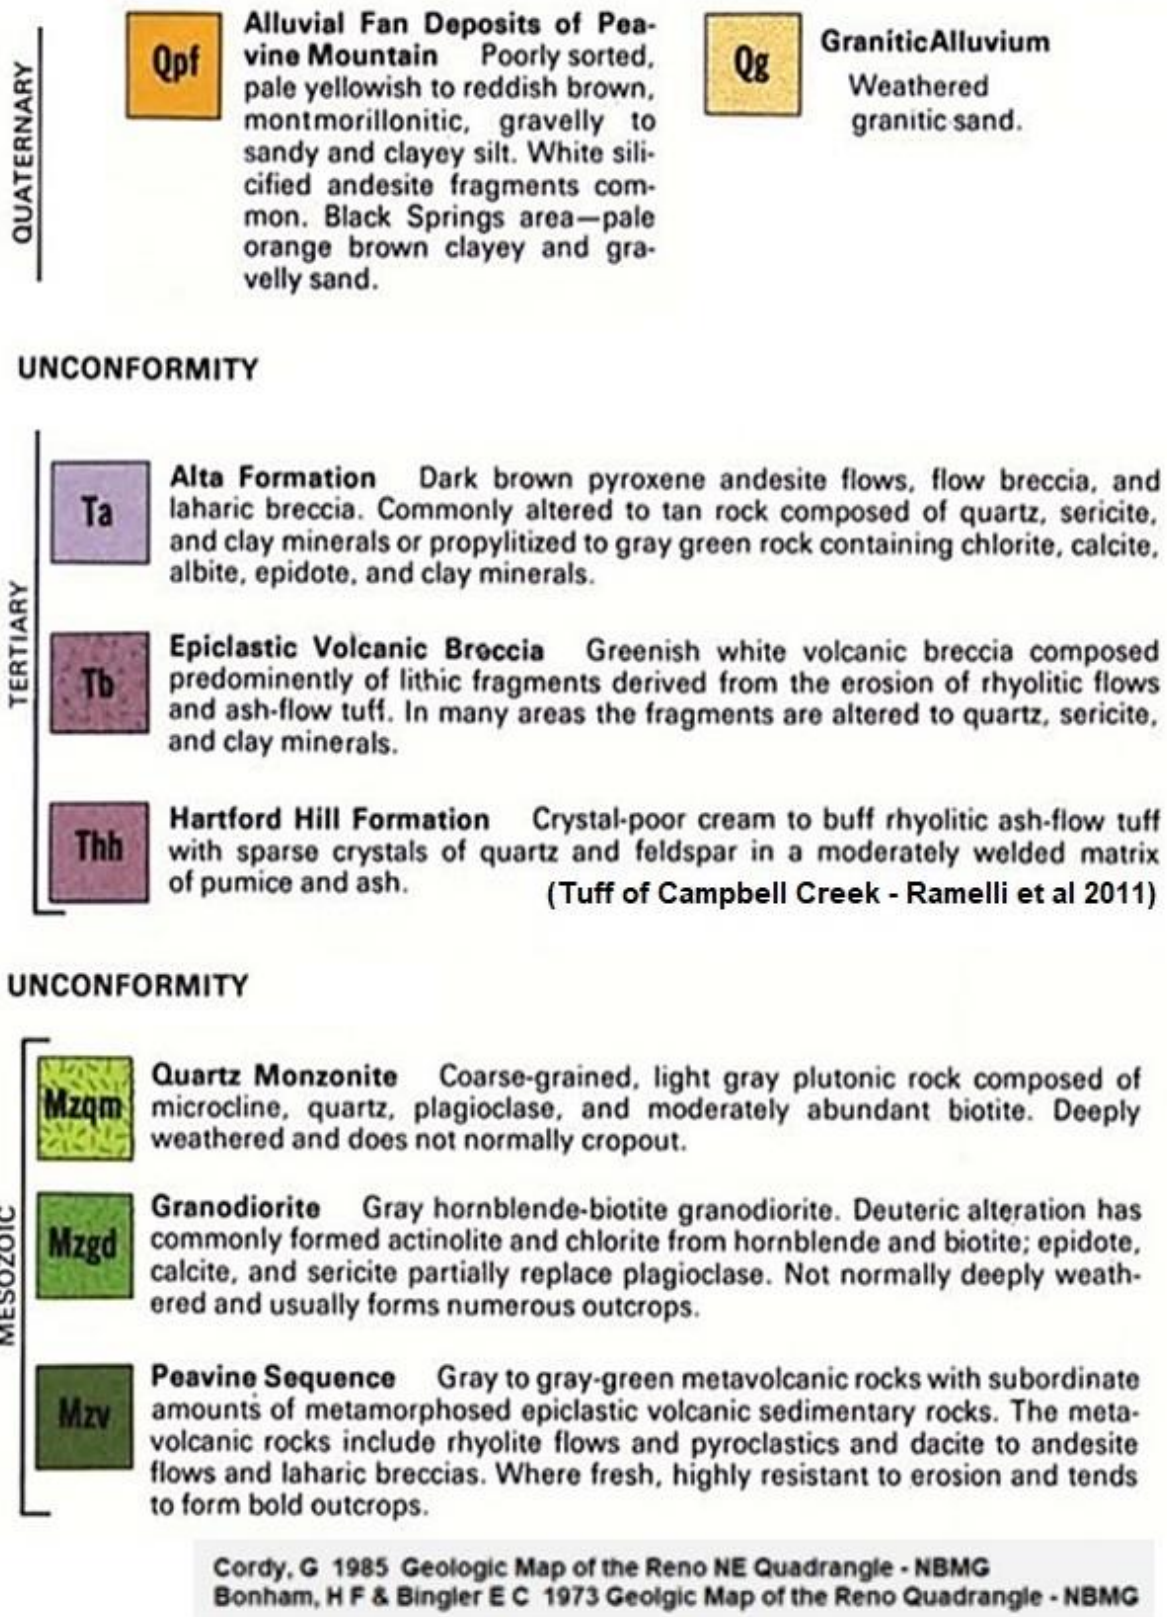 QUATERNARY
Qpf
Alluvial Fan Deposits of Pea-
vine Mountain Poorly sorted,
pale yellowish to reddish brown,
montmorillonitic, gravelly to
sandy and clayey silt. White sili-
cified andesite fragments com-
mon. Black Springs area—pale
orange brown clayey and gra-
velly sand.
Qg
Granitic Alluvium
Weathered
granitic sand.
UNCONFORMITY
TERTIARY
Ta
Alta Formation Dark brown pyroxene andesite flows, flow breccia, and
laharic breccia. Commonly altered to tan rock composed of quartz, sericite,
and clay minerals or propylitized to gray green rock containing chlorite, calcite,
albite, epidote, and clay minerals.
Tb
Epiclastic Volcanic Breccia Greenish white volcanic breccia composed
predominently of lithic fragments derived from the erosion of rhyolitic flows
and ash-flow tuff. In many areas the fragments are altered to quartz, sericite,
and clay minerals.
Thh
Hartford Hill Formation Crystal-poor cream to buff rhyolitic ash-flow tuff
with sparse crystals of quartz and feldspar in a moderately welded matrix
of pumice and ash.
(Tuff of Campbell Creek - Ramelli et al 2011)
UNCONFORMITY
MESOZOIC
Mzqm
Quartz Monzonite Coarse-grained, light gray plutonic rock composed of
microcline, quartz, plagioclase, and moderately abundant biotite. Deeply
weathered and does not normally cropout.
Mzgd
Granodiorite Gray hornblende-biotite granodiorite. Deuteric alteration has
commonly formed actinolite and chlorite from hornblende and biotite; epidote,
calcite, and sericite partially replace plagioclase. Not normally deeply weath-
ered and usually forms numerous outcrops.
Mzv
Peavine Sequence Gray to gray-green metavolcanic rocks with subordinate
amounts of metamorphosed epiclastic volcanic sedimentary rocks. The meta-
volcanic rocks include rhyolite flows and pyroclastics and dacite to andesite
flows and laharic breccias. Where fresh, highly resistant to erosion and tends
to form bold outcrops.
Cordy, G 1985 Geologic Map of the Reno NE Quadrangle - NBMG
Bonham, H F & Bingler E C 1973 Geolgic Map of the Reno Quadrangle - NBMG